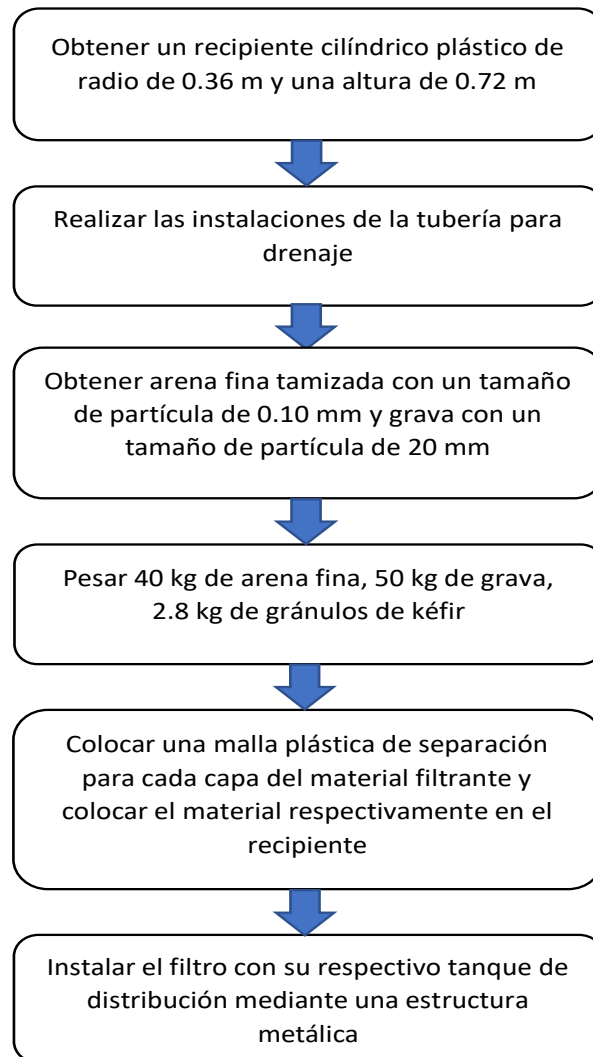 Obtener un recipiente cilíndrico plástico de
radio de 0.36 m y una altura de 0.72 m
Realizar las instalaciones de la tubería para
drenaje
Obtener arena fina tamizada con un tamaño
de partícula de 0.10 mm y grava con un
tamaño de partícula de 20 mm
Pesar 40 kg de arena fina, 50 kg de grava,
2.8 kg de gránulos de kéfir
Colocar una malla plástica de separación
para cada capa del material filtrante y
colocar el material respectivamente en el
recipiente
Instalar el filtro con su respectivo tanque de
distribución mediante una estructura
metálica